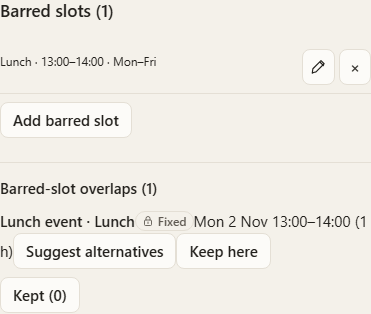 Barred slots (1)
Lunch · 13:00–14:00 · Mon–Fri
×
Add barred slot
Barred-slot overlaps (1)
Lunch event · Lunch Fixed Mon 2 Nov 13:00–14:00 (1
h) Suggest alternatives Keep here
Kept (0)